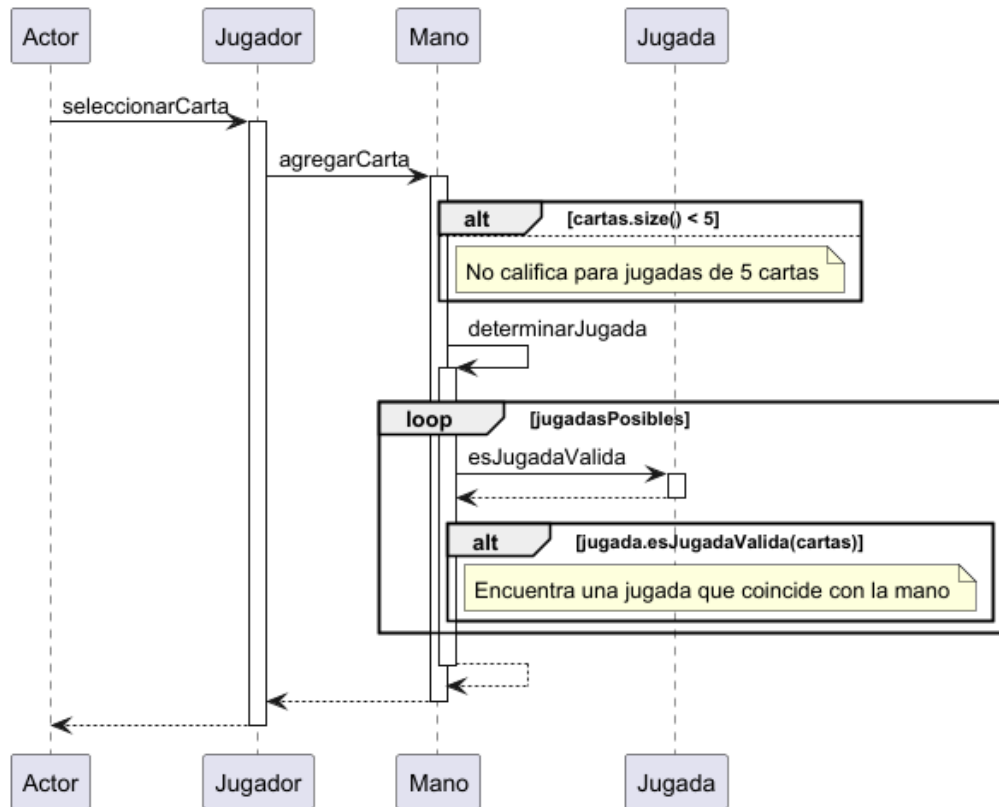 Actor
Jugador
Mano
Jugada
seleccionarCarta
agregarCarta
alt [cartas.size() < 5]
No califica para jugadas de 5 cartas
determinarJugada
loop [jugadasPosibles]
esJugadaValida
alt [jugada.esJugadaValida(cartas)]
Encuentra una jugada que coincide con la mano
Actor
Jugador
Mano
Jugada